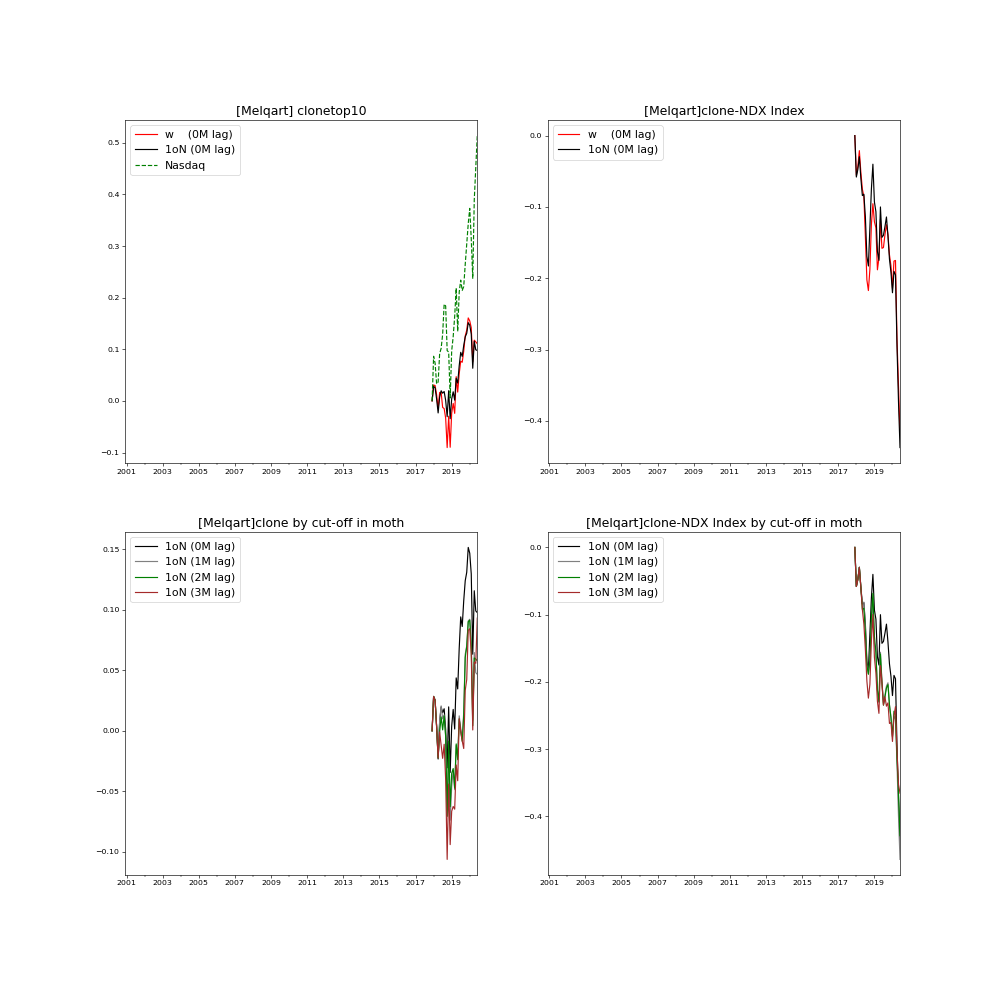 [Melqart] clonetop10
w    (0M lag)
1oN (0M lag)
Nasdaq
0.5
0.4
0.3
0.2
0.1
0.0
−0.1
2001 2003 2005 2007 2009 2011 2013 2015 2017 2019
[Melqart]clone-NDX Index
w    (0M lag)
1oN (0M lag)
0.0
−0.1
−0.2
−0.3
−0.4
2001 2003 2005 2007 2009 2011 2013 2015 2017 2019
[Melqart]clone by cut-off in moth
1oN (0M lag)
1oN (1M lag)
1oN (2M lag)
1oN (3M lag)
0.15
0.10
0.05
0.00
−0.05
−0.10
2001 2003 2005 2007 2009 2011 2013 2015 2017 2019
[Melqart]clone-NDX Index by cut-off in moth
1oN (0M lag)
1oN (1M lag)
1oN (2M lag)
1oN (3M lag)
0.0
−0.1
−0.2
−0.3
−0.4
2001 2003 2005 2007 2009 2011 2013 2015 2017 2019